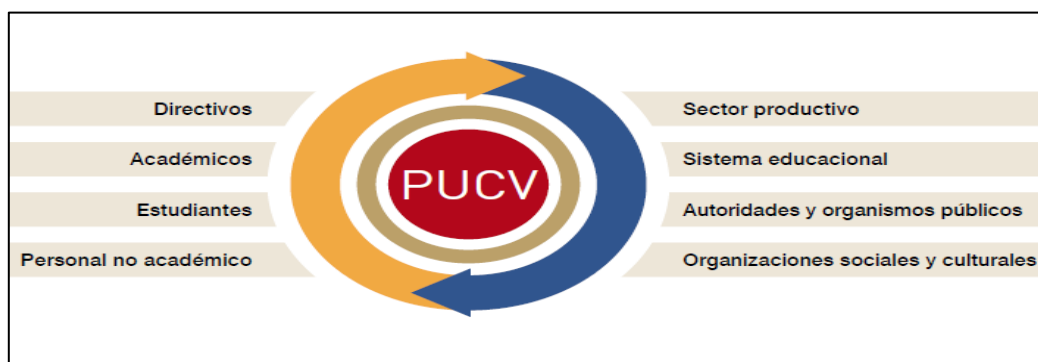 Directivos
Académicos
Estudiantes
Personal no académico
PUCV
Sector productivo
Sistema educacional
Autoridades y organismos públicos
Organizaciones sociales y culturales